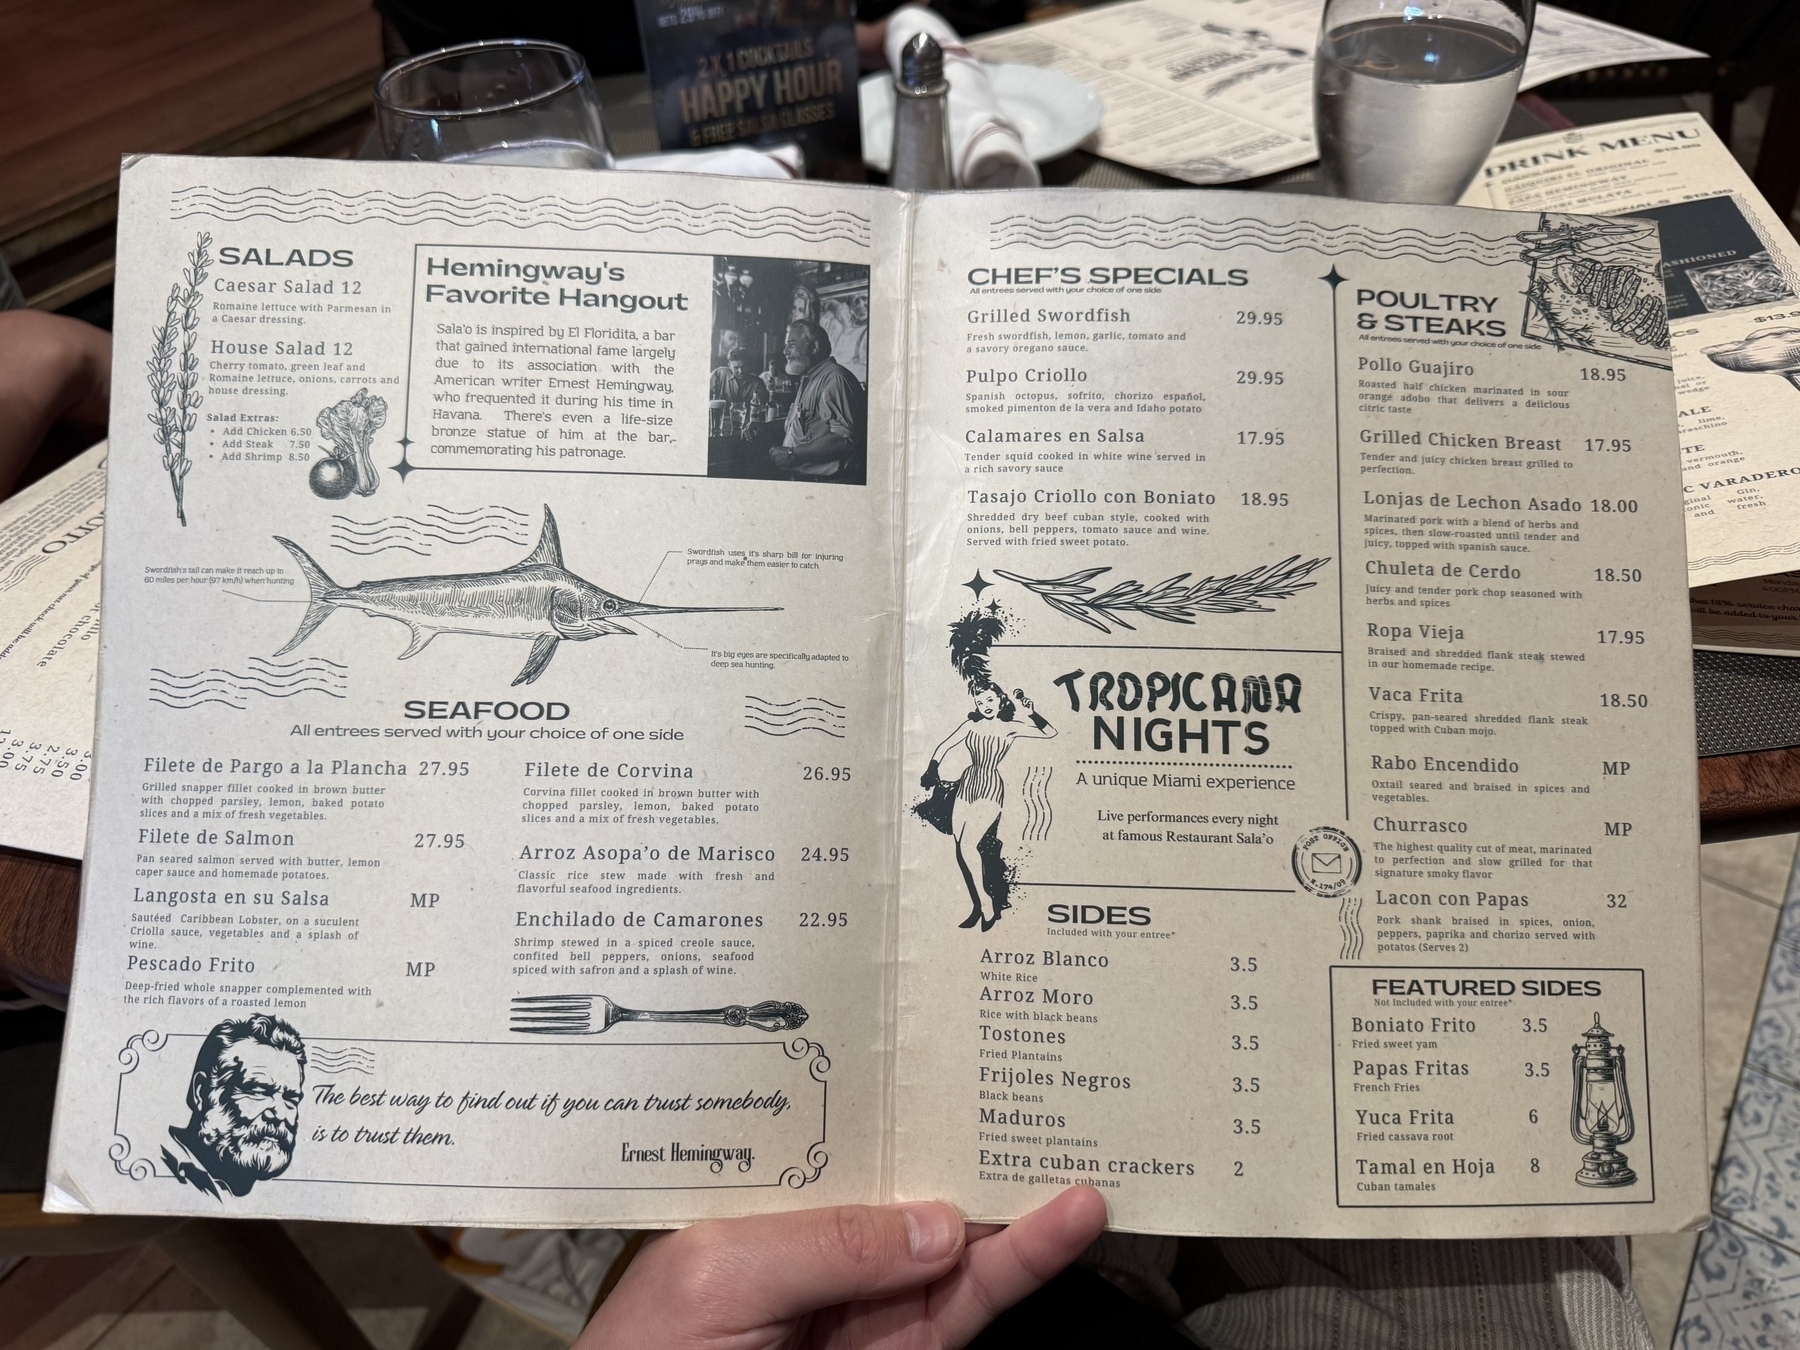 2 X 1 COCKTAILS
HAPPY HOUR
& FREE SALSA CLASSES
DRINK MENU
SALADS
Caesar Salad 12
Romaine lettuce with Parmesan in
a Caesar dressing.
House Salad 12
Cherry tomato, green leaf and
Romaine lettuce, onions, carrots and
house dressing.
Salad Extras:
• Add Chicken 6.50
• Add Steak 7.50
• Add Shrimp 8.50
Hemingway's
Favorite Hangout
Sala'o is inspired by El Floridita, a bar
that gained international fame largely
due to its association with the
American writer Ernest Hemingway,
who frequented it during his time in
Havana. There's even a life-size
bronze statue of him at the bar,
commemorating his patronage.
Swordfish's tail can make it reach up to
60 miles per hour (97 km/h) when hunting
Swordfish uses it's sharp bill for injuring
prays and make them easier to catch
It's big eyes are specifically adapted to
deep sea hunting.
SEAFOOD
All entrees served with your choice of one side
Filete de Pargo a la Plancha 27.95
Grilled snapper fillet cooked in brown butter
with chopped parsley, lemon, baked potato
slices and a mix of fresh vegetables.
Filete de Salmon 27.95
Pan seared salmon served with butter, lemon
caper sauce and homemade potatoes.
Langosta en su Salsa MP
Sautéed Caribbean Lobster, on a suculent
Criolla sauce, vegetables and a splash of
wine.
Pescado Frito MP
Deep-fried whole snapper complemented with
the rich flavors of a roasted lemon
Filete de Corvina 26.95
Corvina fillet cooked in brown butter with
chopped parsley, lemon, baked potato
slices and a mix of fresh vegetables.
Arroz Asopa'o de Marisco 24.95
Classic rice stew made with fresh and
flavorful seafood ingredients.
Enchilado de Camarones 22.95
Shrimp stewed in a spiced creole sauce,
confited bell peppers, onions, seafood
spiced with safron and a splash of wine.
The best way to find out if you can trust somebody,
is to trust them.
Ernest Hemingway.
CHEF'S SPECIALS
All entrees served with your choice of one side
Grilled Swordfish 29.95
Fresh swordfish, lemon, garlic, tomato and
a savory oregano sauce.
Pulpo Criollo 29.95
Spanish octopus, sofrito, chorizo español,
smoked pimenton de la vera and Idaho potato
Calamares en Salsa 17.95
Tender squid cooked in white wine served in
a rich savory sauce
Tasajo Criollo con Boniato 18.95
Shredded dry beef cuban style, cooked with
onions, bell peppers, tomato sauce and wine.
Served with fried sweet potato.
TROPICANA
NIGHTS
A unique Miami experience
Live performances every night
at famous Restaurant Sala'o
POST OFFICE
SIDES
Included with your entree*
Arroz Blanco 3.5
White Rice
Arroz Moro 3.5
Rice with black beans
Tostones 3.5
Fried Plantains
Frijoles Negros 3.5
Black beans
Maduros 3.5
Fried sweet plantains
Extra cuban crackers 2
Extra de galletas cubanas
POULTRY
& STEAKS
All entrees served with your choice of one side
Pollo Guajiro 18.95
Roasted half chicken marinated in sour
orange adobo that delivers a delicious
citric taste
Grilled Chicken Breast 17.95
Tender and juicy chicken breast grilled to
perfection.
Lonjas de Lechon Asado 18.00
Marinated pork with a blend of herbs and
spices, then slow-roasted until tender and
juicy, topped with spanish sauce.
Chuleta de Cerdo 18.50
Juicy and tender pork chop seasoned with
herbs and spices
Ropa Vieja 17.95
Braised and shredded flank steak stewed
in our homemade recipe.
Vaca Frita 18.50
Crispy, pan-seared shredded flank steak
topped with Cuban mojo.
Rabo Encendido MP
Oxtail seared and braised in spices and
vegetables.
Churrasco MP
The highest quality cut of meat, marinated
to perfection and slow grilled for that
signature smoky flavor
Lacon con Papas 32
Pork shank braised in spices, onion,
peppers, paprika and chorizo served with
potatos (Serves 2)
FEATURED SIDES
Not Included with your entree*
Boniato Frito 3.5
Fried sweet yam
Papas Fritas 3.5
French Fries
Yuca Frita 6
Fried cassava root
Tamal en Hoja 8
Cuban tamales